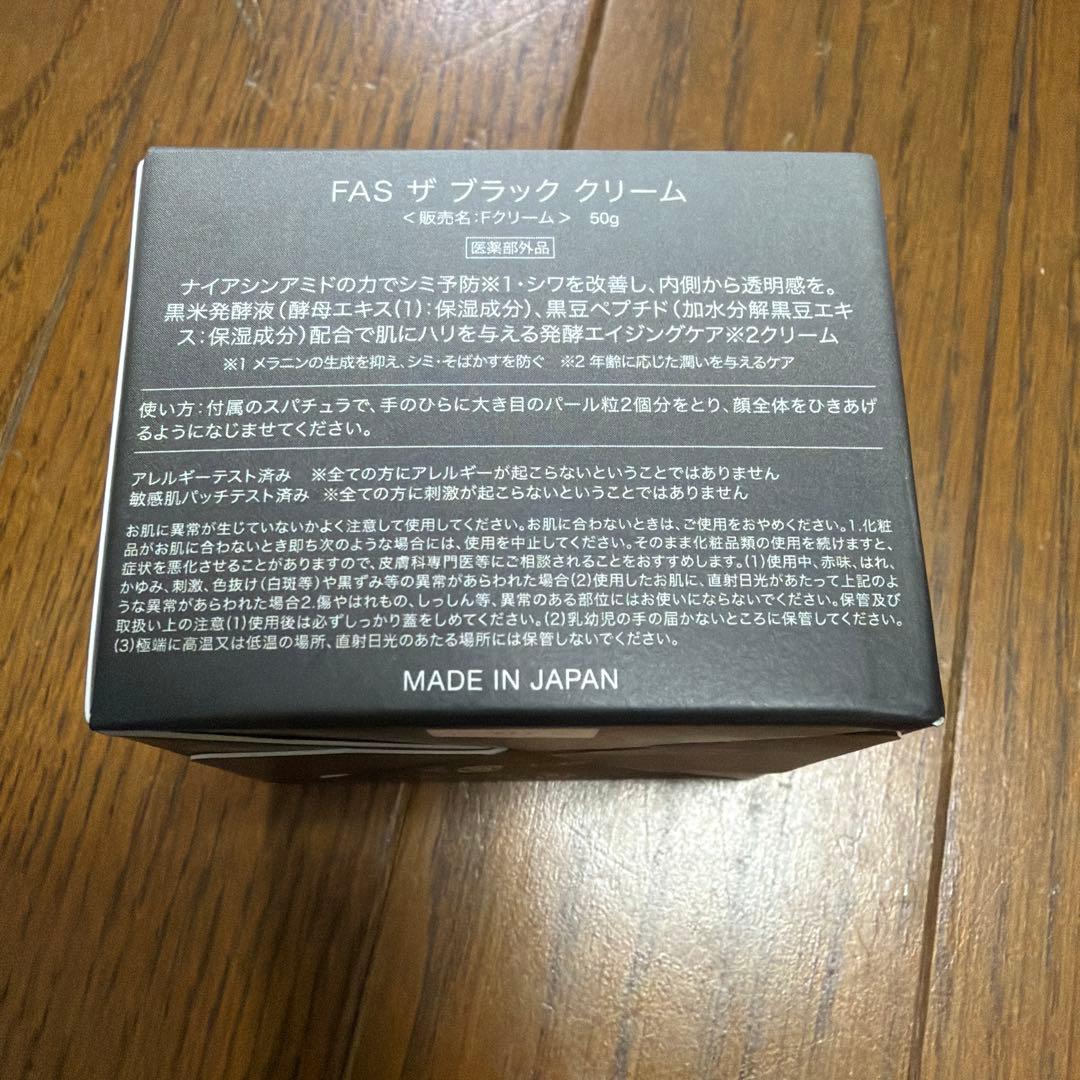 FAS ザ ブラック クリーム
＜販売名：Fクリーム＞ 50g
医薬部外品
ナイアシンアミドの力でシミ予防※1・シワを改善し、内側から透明感を。
黒米発酵液（酵母エキス(1)：保湿成分）、黒豆ペプチド（加水分解黒豆エキ
ス：保湿成分）配合で肌にハリを与える発酵エイジングケア※2クリーム
※1 メラニンの生成を抑え、シミ・そばかすを防ぐ ※2 年齢に応じた潤いを与えるケア
使い方：付属のスパチュラで、手のひらに大き目のパール粒2個分をとり、顔全体をひきあげ
るようになじませてください。
アレルギーテスト済み ※全ての方にアレルギーが起こらないということではありません
敏感肌パッチテスト済み ※全ての方に刺激が起こらないということではありません
お肌に異常が生じていないかよく注意して使用してください。お肌に合わないときは、ご使用をおやめください。1.化粧
品がお肌に合わないとき即ち次のような場合には、使用を中止してください。そのまま化粧品類の使用を続けますと、
症状を悪化させることがありますので、皮膚科専門医等にご相談されることをおすすめします。(1)使用中、赤味、はれ、
かゆみ、刺激、色抜け(白斑等)や黒ずみ等の異常があらわれた場合(2)使用したお肌に、直射日光があたって上記のよ
うな異常があらわれた場合2.傷やはれもの、しっしん等、異常のある部位にはお使いにならないでください。保管及び
取扱い上の注意(1)使用後は必ずしっかり蓋をしめてください。(2)乳幼児の手の届かないところに保管してください。
(3)極端に高温又は低温の場所、直射日光のあたる場所には保管しないでください。
MADE IN JAPAN